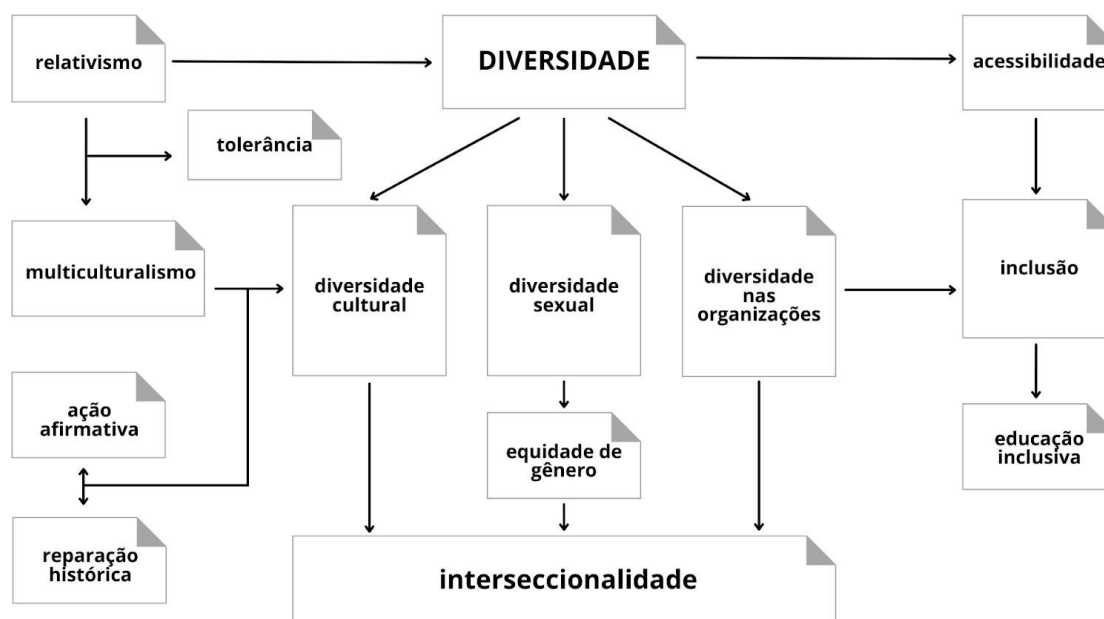 relativismo
DIVERSIDADE
acessibilidade
tolerância
multiculturalismo
diversidade
cultural
diversidade
sexual
diversidade
nas
organizações
inclusão
ação
afirmativa
equidade de
gênero
educação
inclusiva
reparação
histórica
interseccionalidade